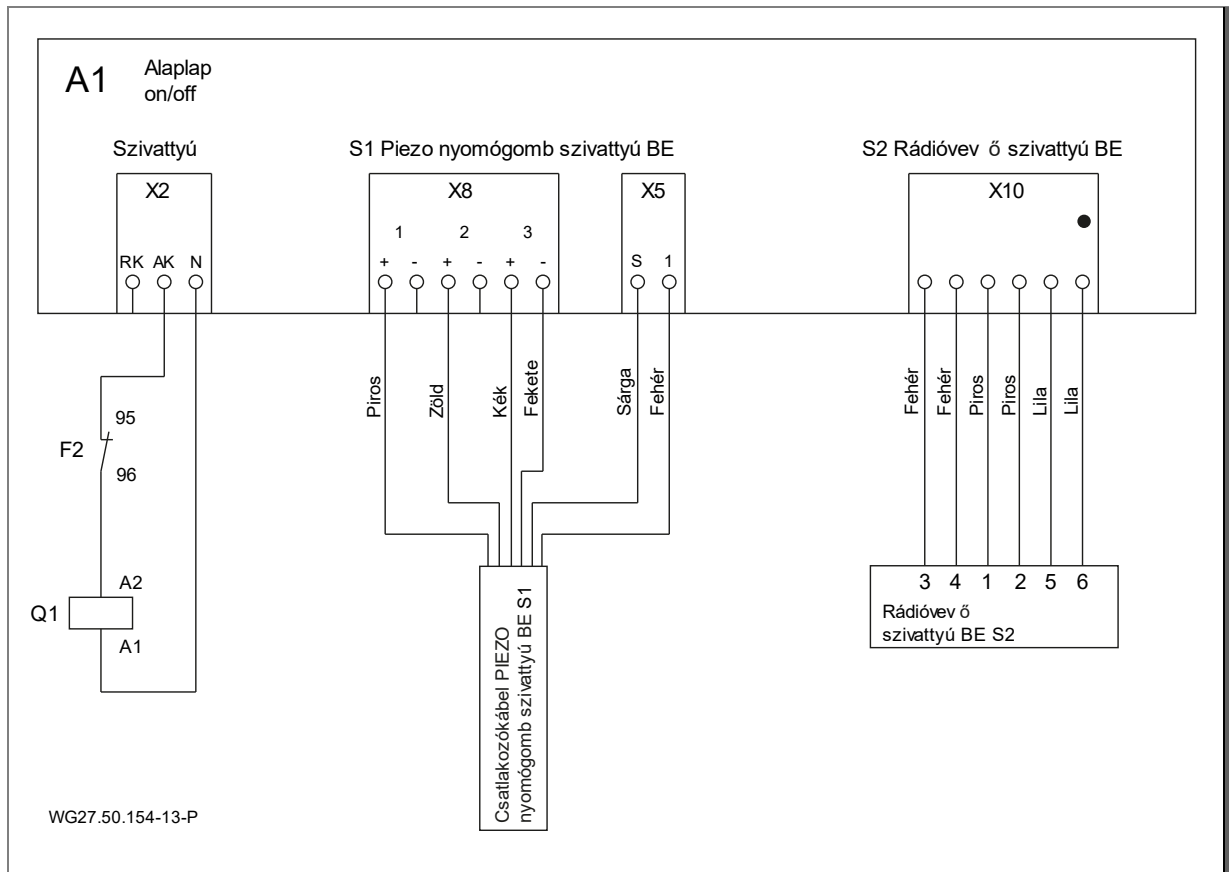 A1
Alaplap
on/off
Szivattyú
S1 Piezo nyomógomb szivattyú BE
S2 Rádióvev ő szivattyú BE
X2
X8
X5
X10
1 2 3
RK AK N
+ - + - + -
S 1
Piros
Zöld
Kék
Fekete
Sárga
Fehér
Fehér
Fehér
Piros
Piros
Lila
Lila
95
F2
96
A2
Q1
A1
Csatlakozókábel PIEZO
nyomógomb szivattyú BE S1
3 4 1 2 5 6
Rádióvev ő
szivattyú BE S2
WG27.50.154-13-P